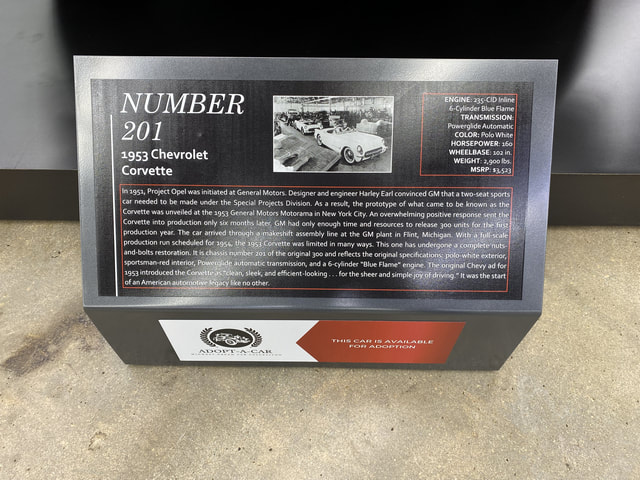 NUMBER
201
1953 Chevrolet
Corvette
ENGINE: 235-CID Inline
6-Cylinder Blue Flame
TRANSMISSION:
Powerglide Automatic
COLOR: Polo White
HORSEPOWER: 160
WHEELBASE: 102 in.
WEIGHT: 2,900 lbs.
MSRP: $3,523
In 1951, Project Opel was initiated at General Motors. Designer and engineer Harley Earl convinced GM that a two-seat sports
car needed to be made under the Special Projects Division. As a result, the prototype of what came to be known as the
Corvette was unveiled at the 1953 General Motors Motorama in New York City. An overwhelming positive response sent the
Corvette into production only six months later. GM had only enough time and resources to release 300 units for the first
production year. The car arrived through a makeshift assembly line at the GM plant in Flint, Michigan. With a full-scale
production run scheduled for 1954, the 1953 Corvette was limited in many ways. This one has undergone a complete nuts-
and-bolts restoration. It is chassis number 201 of the original 300 and reflects the original specifications: polo-white exterior,
sportsman-red interior, Powerglide automatic transmission, and a 6-cylinder "Blue Flame" engine. The original Chevy ad for
1953 introduced the Corvette as "clean, sleek, and efficient-looking . . . for the sheer and simple joy of driving." It was the start
of an American automotive legacy like no other.
ADOPT-A-CAR
THIS CAR IS AVAILABLE
FOR ADOPTION